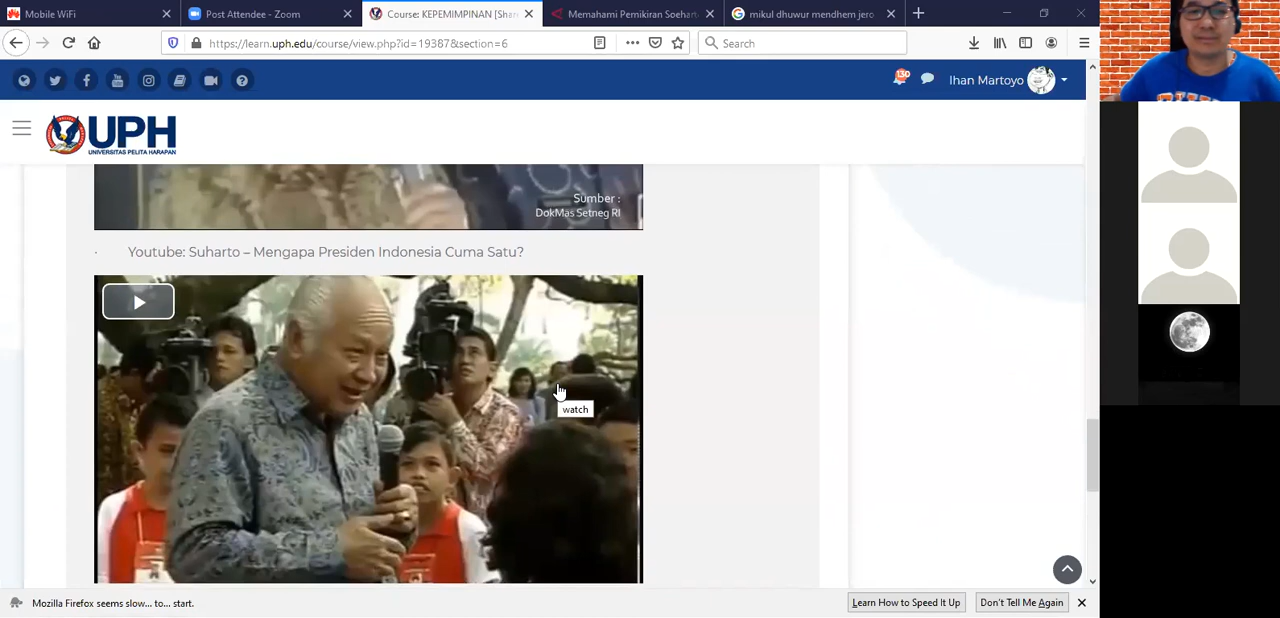 Mobile WiFi
Post Attendee - Zoom
Course: KEPEMIMPINAN [Shar
Memahami Pemikiran Soehart
mikul dhuwur mendhem jero -
https://learn.uph.edu/course/view.php?id=19387&section=6
Search
130
Ihan Martoyo
UPH
UNIVERSITAS PELITA HARAPAN
Sumber :
DokMas Setneg RI
· Youtube: Suharto – Mengapa Presiden Indonesia Cuma Satu?
watch
Mozilla Firefox seems slow... to... start.
Learn How to Speed It Up
Don't Tell Me Again